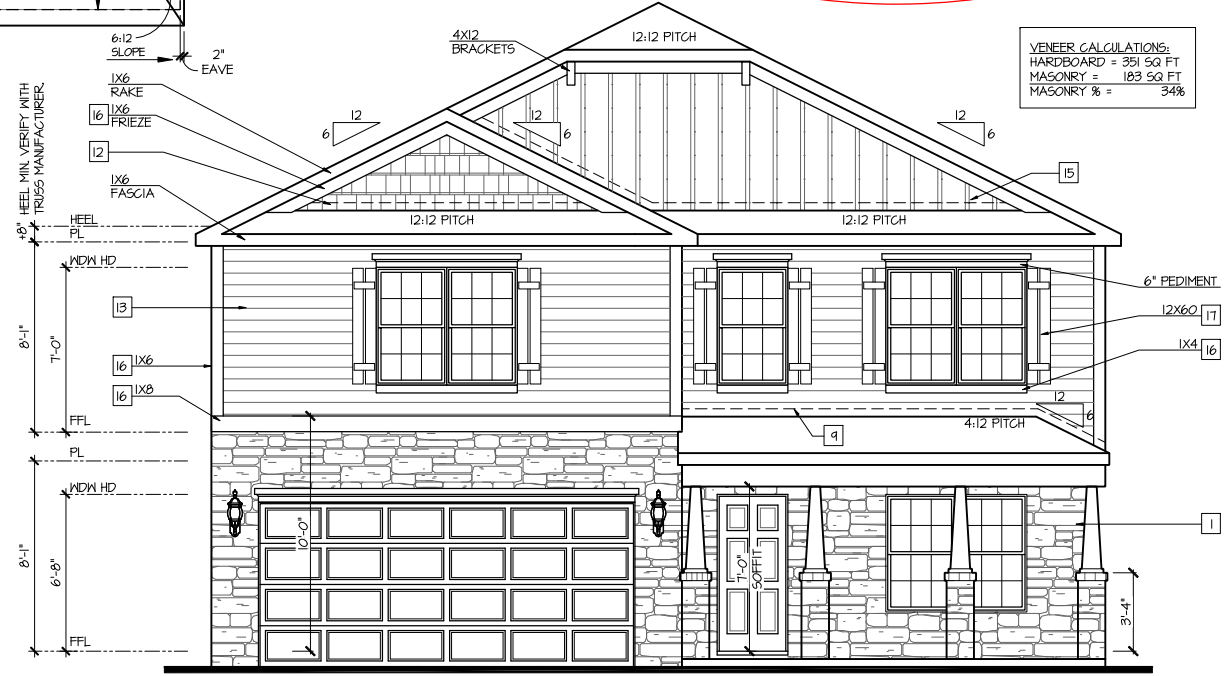 6:12
SLOPE
2"
EAVE
4X12
BRACKETS
12:12 PITCH
VENEER CALCULATIONS:
HARDBOARD = 351 SQ FT
MASONRY = 183 SQ FT
MASONRY % = 34%
+8" HEEL MIN. VERIFY WITH
TRUSS MANUFACTURER.
1X6
RAKE
16 1X6
FRIEZE
12
1X6
FASCIA
12
6
12
6
12
6
15
HEEL
PL
12:12 PITCH
12:12 PITCH
WDW HD
6" PEDIMENT
13
12X60 17
8'-1"
7'-0"
1X4 16
16 1X6
16 1X8
12
6
FFL
9
4:12 PITCH
PL
WDW HD
10'-0"
1
8'-1"
6'-8"
7'-0"
SOFFIT
3'-4"
FFL